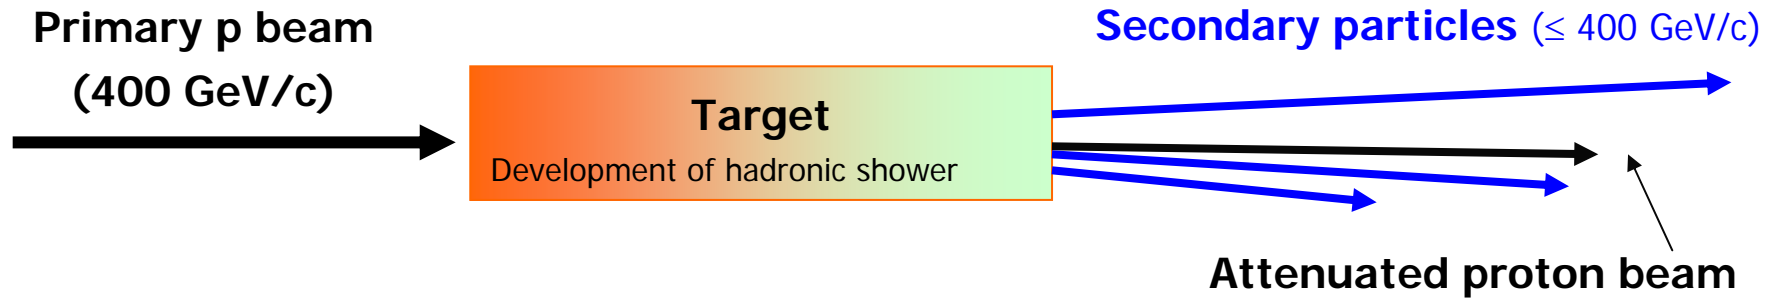 Primary p beam
(400 GeV/c)
Secondary particles (≤ 400 GeV/c)
Target
Development of hadronic shower
Attenuated proton beam